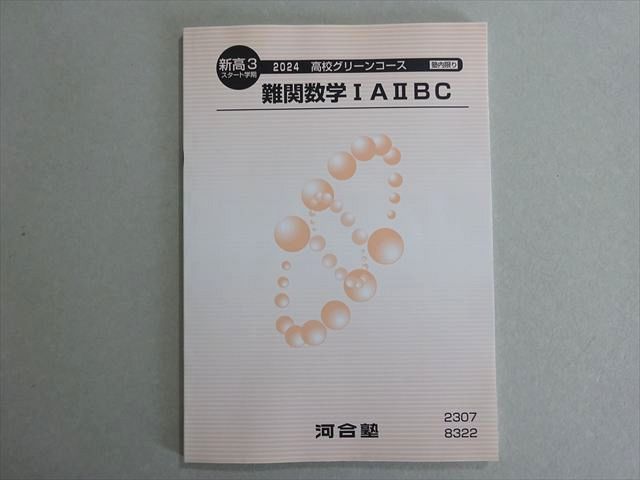 新高3
スタート学期
2024 高校グリーンコース 塾内限り
難関数学ⅠAⅡBC
河合塾
2307
8322